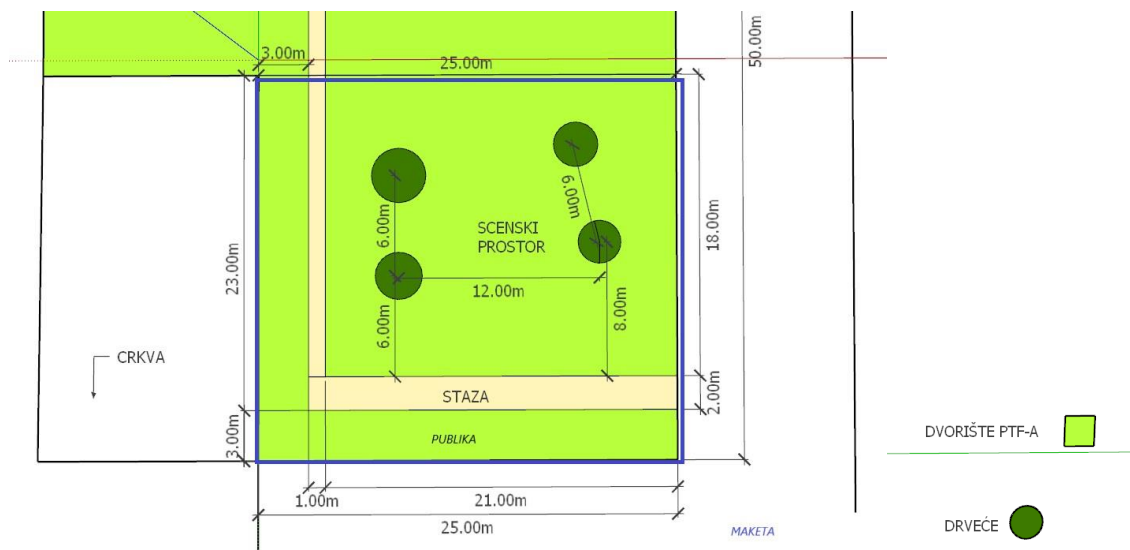 3.00m
25.00m
50.00m
6.00m
6.00m
SCENSKI
PROSTOR
18.00m
23.00m
12.00m
6.00m
8.00m
CRKVA
STAZA
2.00m
3.00m
PUBLIKA
DVORIŠTE PTF-A
1.00m
21.00m
25.00m
MAKETA
DRVEĆE